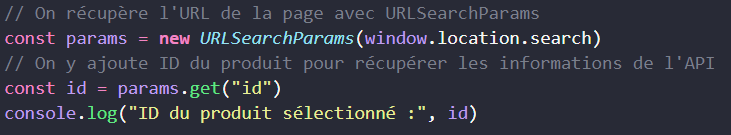 // On récupère l'URL de la page avec URLSearchParams
const params = new URLSearchParams(window.location.search)
// On y ajoute ID du produit pour récupérer les informations de l'API
const id = params.get("id")
console.log("ID du produit sélectionné :", id)